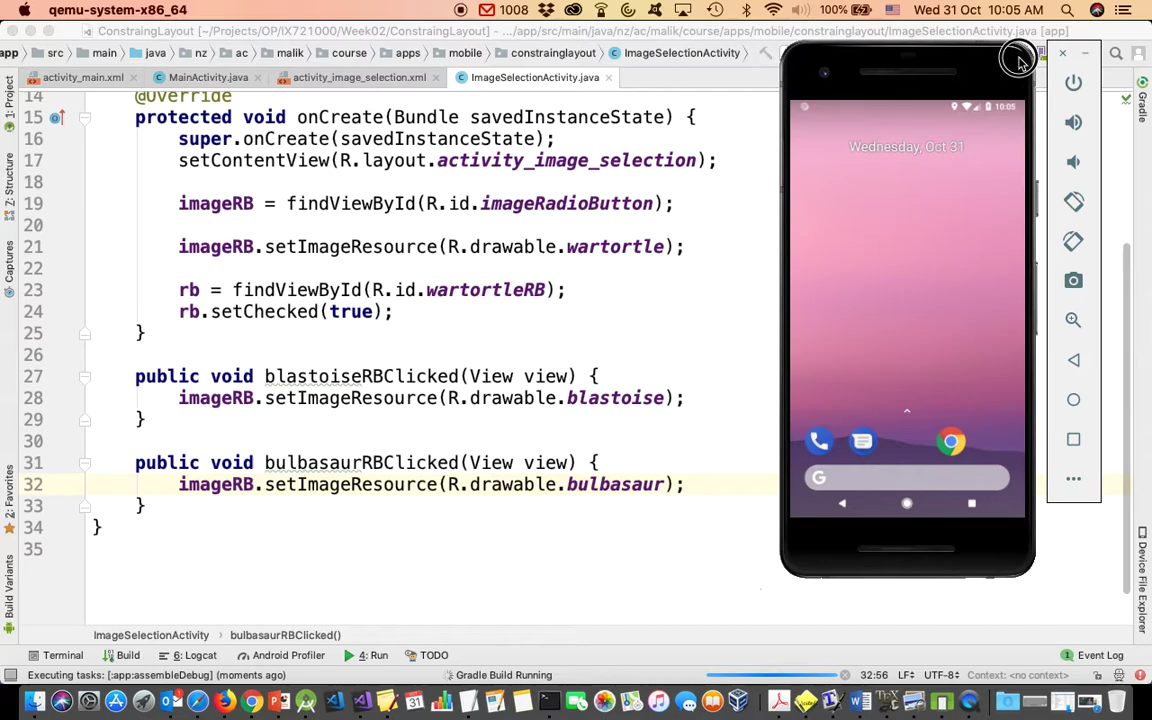 qemu-system-x86_64
1008
100%
Wed 31 Oct 10:05 AM
ConstraingLayout [~/Projects/OP/IX721000/Week02/ConstraingLayout] - .../app/src/main/java/nz/ac/malik/course/apps/mobile/constrainglayout/ImageSelectionActivity.java [app]
app
src
main
java
nz
ac
malik
course
apps
mobile
constrainglayout
ImageSelectionActivity
activity_main.xml
MainActivity.java
activity_image_selection.xml
ImageSelectionActivity.java
14 @Override
15 protected void onCreate(Bundle savedInstanceState) {
16 super.onCreate(savedInstanceState);
17 setContentView(R.layout.activity_image_selection);
18
19 imageRB = findViewById(R.id.imageRadioButton);
20
21 imageRB.setImageResource(R.drawable.wartortle);
22
23 rb = findViewById(R.id.wartortleRB);
24 rb.setChecked(true);
25 }
26
27 public void blastoiseRBClicked(View view) {
28 imageRB.setImageResource(R.drawable.blastoise);
29 }
30
31 public void bulbasaurRBClicked(View view) {
32 imageRB.setImageResource(R.drawable.bulbasaur);
33 }
34 }
35
1: Project
Z: Structure
Captures
2: Favorites
Build Variants
Gradle
Device File Explorer
10:05
Wednesday, Oct 31
G
ImageSelectionActivity
bulbasaurRBClicked()
Terminal
Build
6: Logcat
Android Profiler
4: Run
TODO
Event Log
Executing tasks: [:app:assembleDebug] (moments ago)
Gradle Build Running
32:56
LF
UTF-8
Context: <no context>